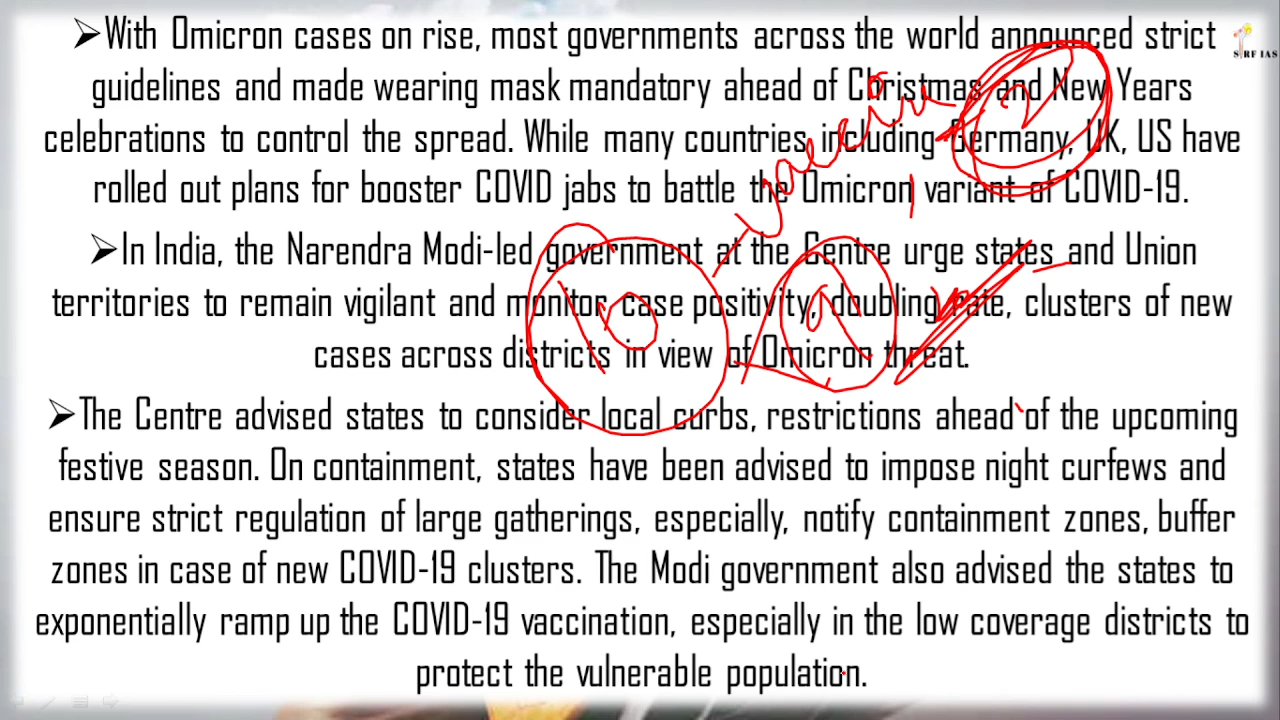 ➢With Omicron cases on rise, most governments across the world announced strict
guidelines and made wearing mask mandatory ahead of Christmas and New Years
celebrations to control the spread. While many countries including Germany, UK, US have
rolled out plans for booster COVID jabs to battle the Omicron variant of COVID-19.
➢In India, the Narendra Modi-led government at the Centre urge states and Union
territories to remain vigilant and monitor case positivity, doubling rate, clusters of new
cases across districts in view of Omicron threat.
➢The Centre advised states to consider local curbs, restrictions ahead of the upcoming
festive season. On containment, states have been advised to impose night curfews and
ensure strict regulation of large gatherings, especially, notify containment zones, buffer
zones in case of new COVID-19 clusters. The Modi government also advised the states to
exponentially ramp up the COVID-19 vaccination, especially in the low coverage districts to
protect the vulnerable population.
10
91
2